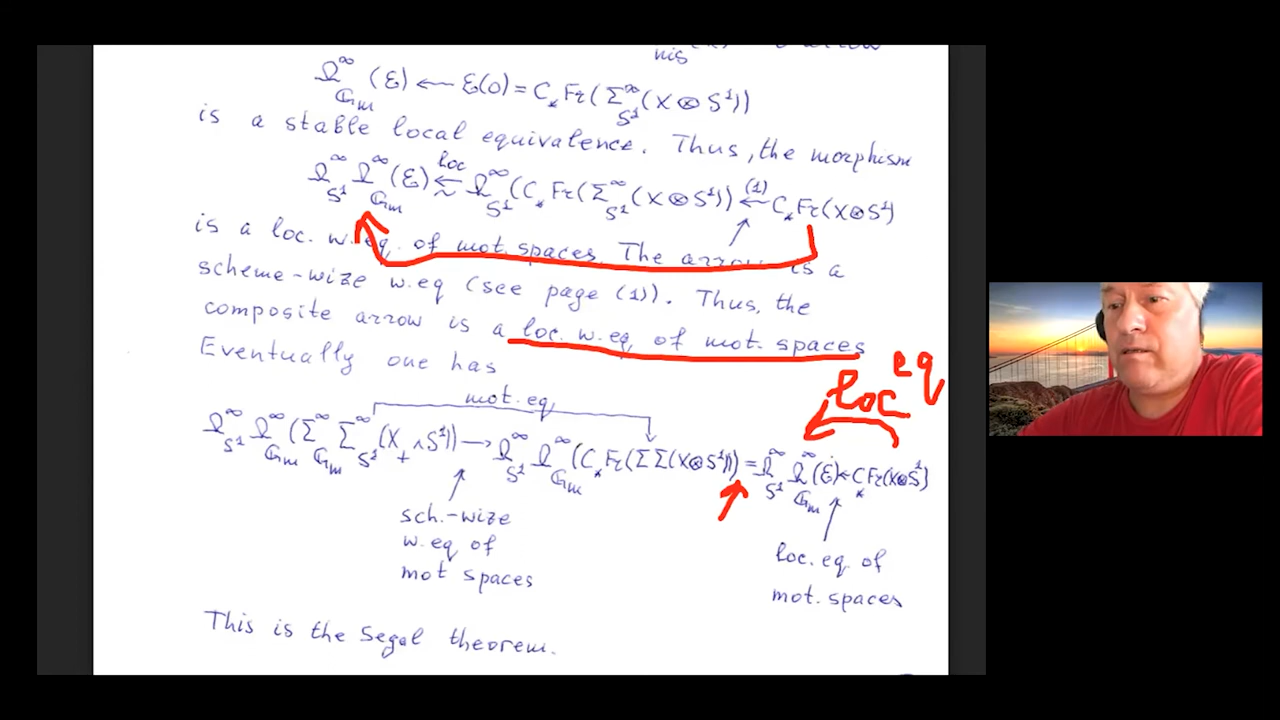 nis
Ω^∞_{G_m} (ℰ) ← ℰ(0) = C_* Fr(Σ^∞_{S^1}(X ⊗ S^1))
is a stable local equivalence. Thus, the morphism
Ω^∞_{S^1} Ω^∞_{G_m} (ℰ) ←^{loc}_∼ Ω^∞_{S^1} (C_* Fr(Σ^∞_{S^1}(X ⊗ S^1)) ←^{(1)}_∼ C_* Fr(X ⊗ S^1)
is a loc. w. eq. of mot. spaces. The arrow is a
scheme-wize w.eq (see page (1)). Thus, the
composite arrow is a loc. w. eq. of mot. spaces
Eventually one has
loc eq
mot. eq.
Ω^∞_{S^1} Ω^∞_{G_m} (Σ^∞_{G_m} Σ^∞_{S^1} (X_+ ∧ S^1)) → Ω^∞_{S^1} Ω^∞_{G_m} (C_* Fr(Σ Σ (X ⊗ S^1))) = Ω^∞_{S^1} Ω^∞_{G_m} (ℰ) ← C_* Fr(X ⊗ S^1)
sch.-wize
w. eq of
mot spaces
loc. eq. of
mot. spaces
This is the Segal theorem.